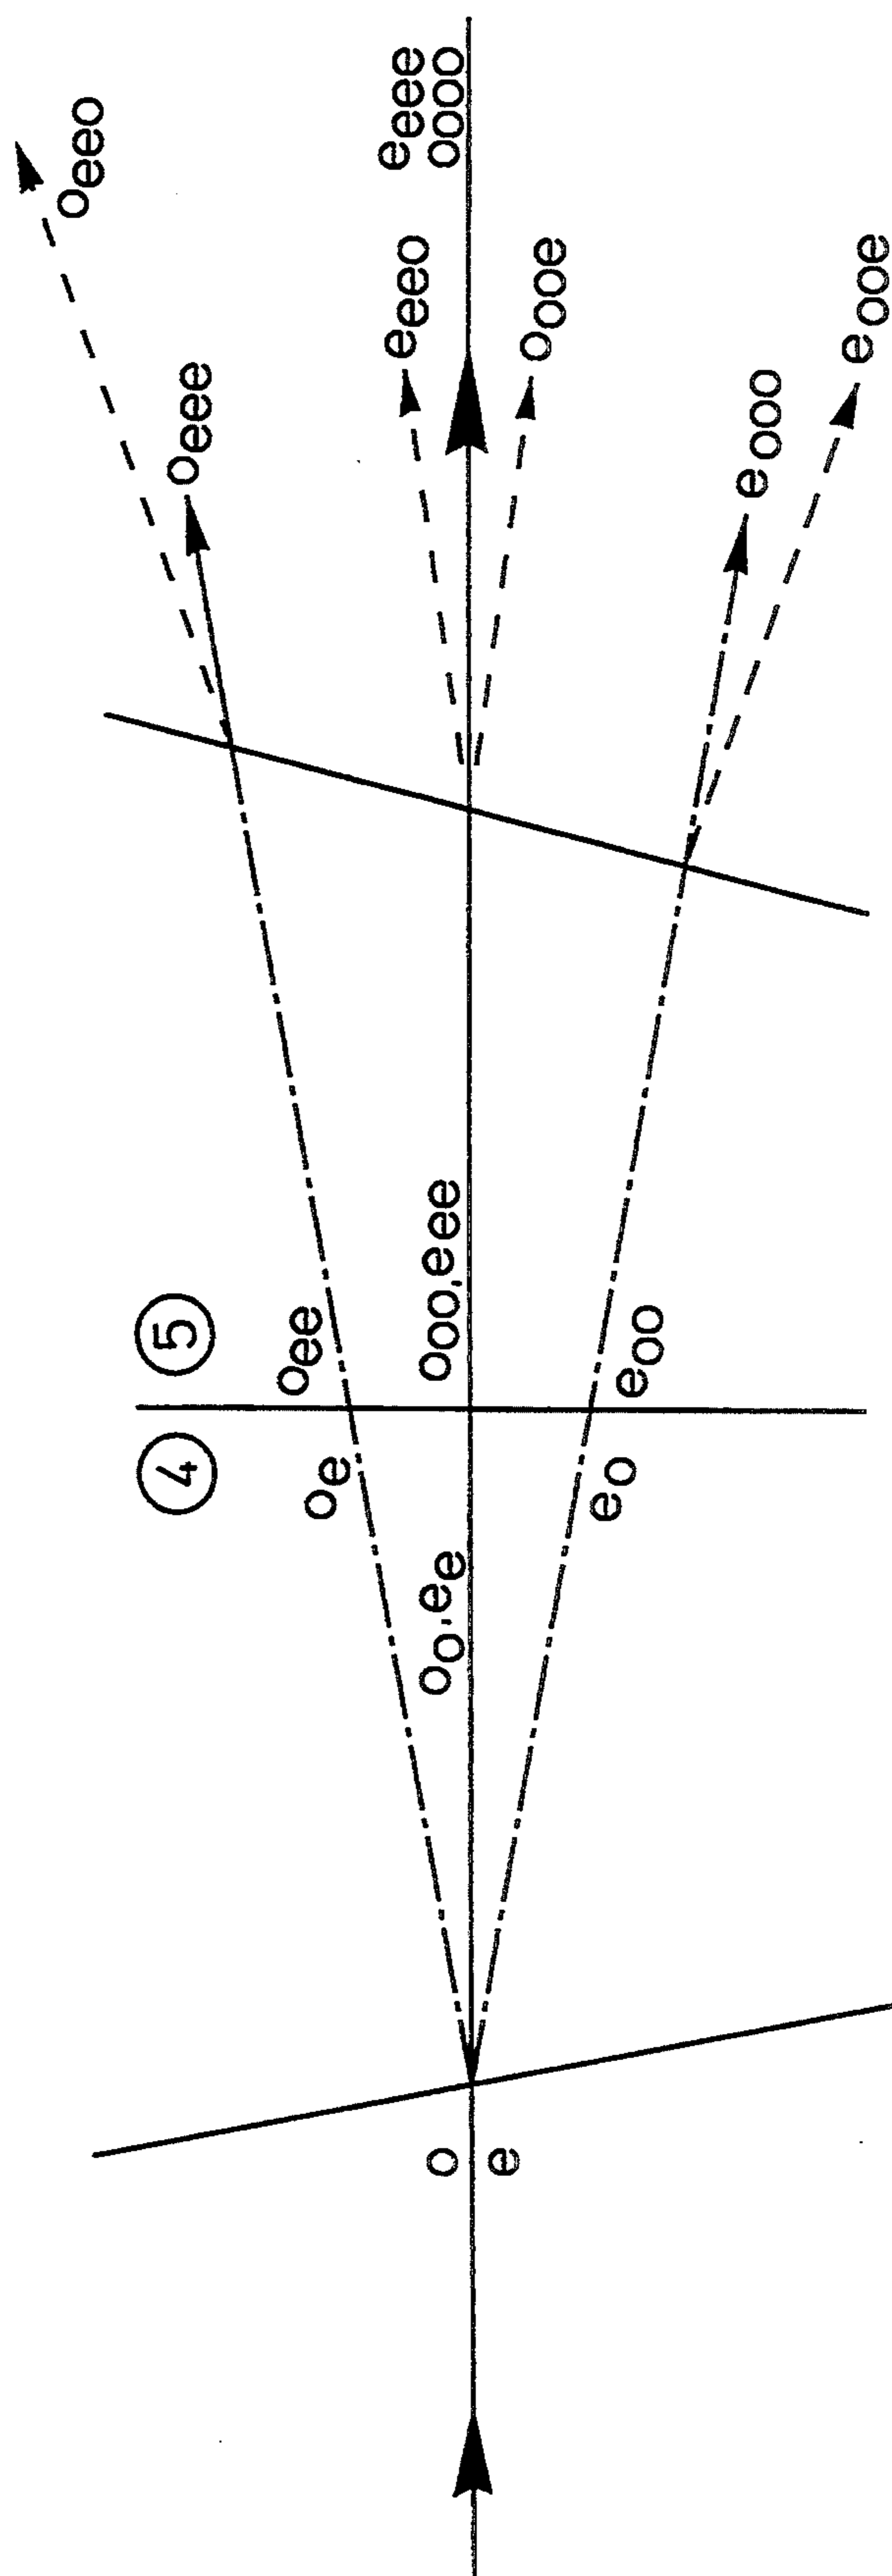 o
e
oₒ,eₑ
oₑ
eₒ
④
⑤
oₑₑ
oₒₒ,eₑₑ
eₒₒ
oₑₑₑ
eₒₒₒ
oₑₑₒ
eₑₑₒ
oₒₒₑ
eₒₒₑ
eₑₑₑ
oₒₒₒ